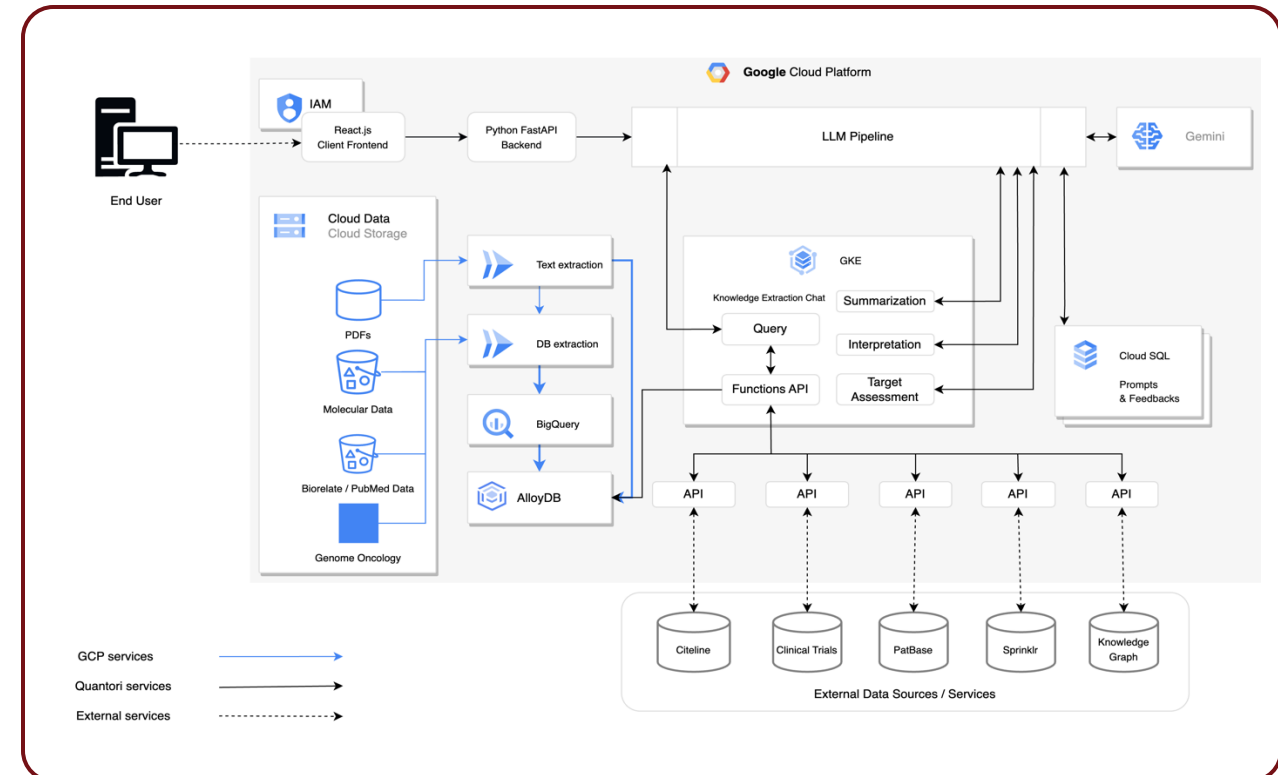 Google Cloud Platform
IAM
React.js
Client Frontend
Python FastAPI
Backend
LLM Pipeline
Gemini
End User
Cloud Data
Cloud Storage
PDFs
Molecular Data
Biorelate / PubMed Data
Genome Oncology
Text extraction
DB extraction
BigQuery
AlloyDB
GKE
Knowledge Extraction Chat
Query
Functions API
Summarization
Interpretation
Target
Assessment
Cloud SQL
Prompts
& Feedbacks
API
API
API
API
API
Citeline
Clinical Trials
PatBase
Sprinklr
Knowledge
Graph
External Data Sources / Services
GCP services
Quantori services
External services